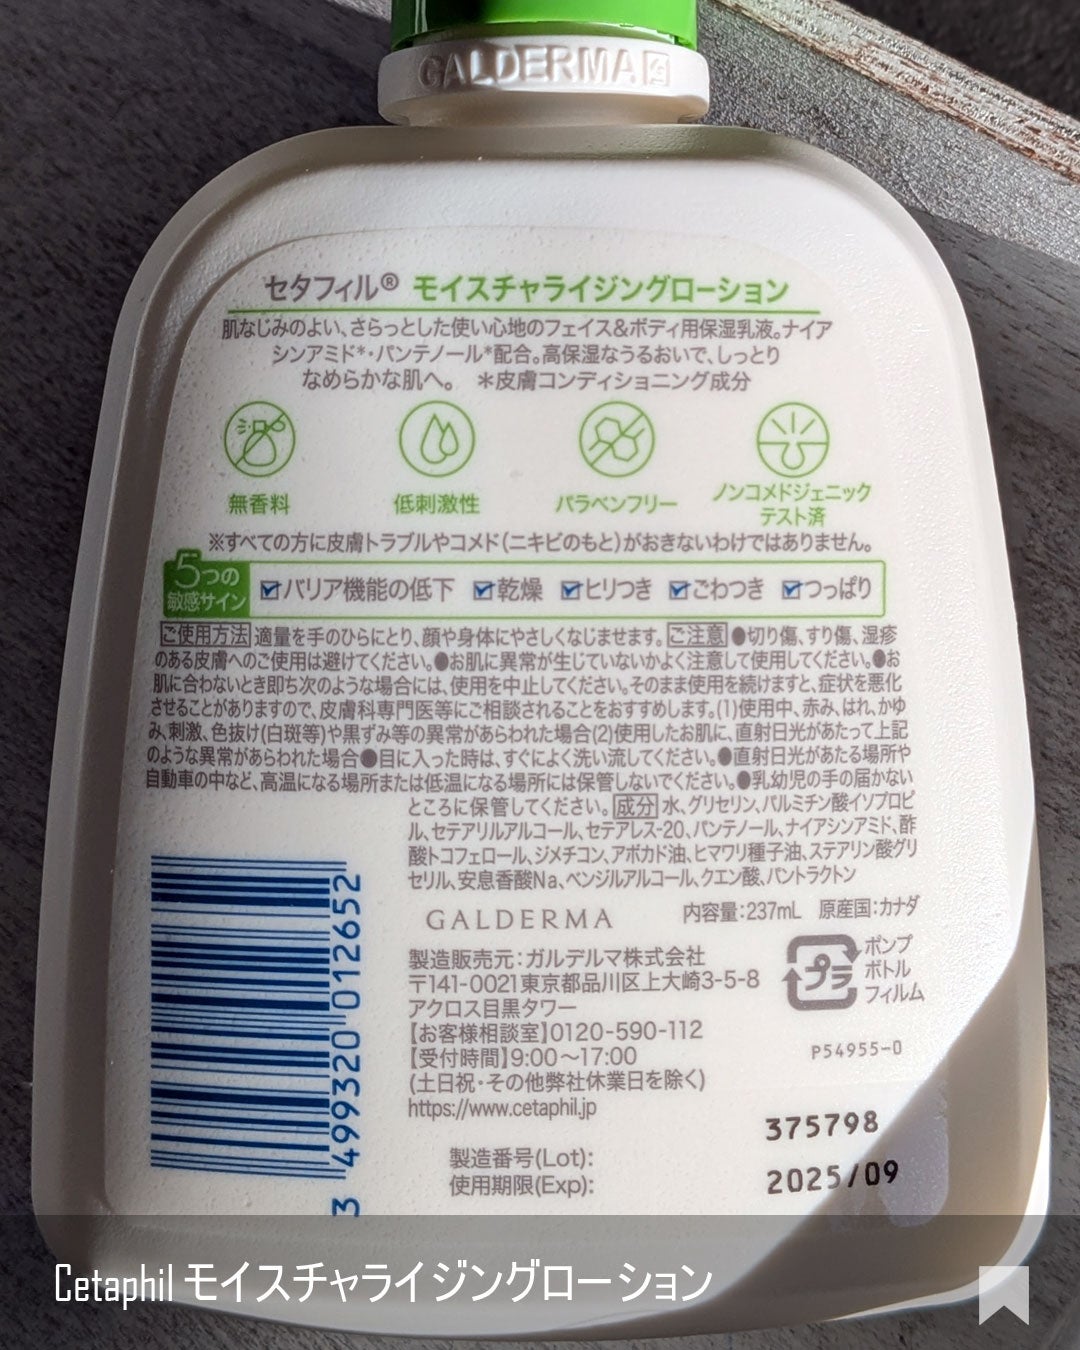 GALDERMA G
セタフィル® モイスチャライジングローション
肌なじみのよい、さらっとした使い心地のフェイス&ボディ用保湿乳液。ナイア
シンアミド*・パンテノール*配合。高保湿なうるおいで、しっとり
なめらかな肌へ。 *皮膚コンディショニング成分
無香料
低刺激性
パラベンフリー
ノンコメドジェニック
テスト済
※すべての方に皮膚トラブルやコメド(ニキビのもと)がおきないわけではありません。
5つの
敏感サイン
バリア機能の低下 乾燥 ヒリつき ごわつき つっぱり
ご使用方法 適量を手のひらにとり、顔や身体にやさしくなじませます。 ご注意 ●切り傷、すり傷、湿疹
のある皮膚へのご使用は避けてください。●お肌に異常が生じていないかよく注意して使用してください。●お
肌に合わないとき即ち次のような場合には、使用を中止してください。そのまま使用を続けますと、症状を悪化
させることがありますので、皮膚科専門医等にご相談されることをおすすめします。(1)使用中、赤み、はれ、かゆ
み、刺激、色抜け(白斑等)や黒ずみ等の異常があらわれた場合(2)使用したお肌に、直射日光があたって上記
のような異常があらわれた場合●目に入った時は、すぐによく洗い流してください。●直射日光があたる場所や
自動車の中など、高温になる場所または低温になる場所には保管しないでください。●乳幼児の手の届かない
ところに保管してください。 成分 水、グリセリン、パルミチン酸イソプロピ
ル、セテアリルアルコール、セテアレス-20、パンテノール、ナイアシンアミド、酢
酸トコフェロール、ジメチコン、アボカド油、ヒマワリ種子油、ステアリン酸グリ
セリル、安息香酸Na、ベンジルアルコール、クエン酸、パントラクトン
GALDERMA
内容量:237mL 原産国:カナダ
製造販売元:ガルデルマ株式会社
〒141-0021東京都品川区上大崎3-5-8
アクロス目黒タワー
【お客様相談室】0120-590-112
【受付時間】9:00~17:00
(土日祝・その他弊社休業日を除く)
https://www.cetaphil.jp
プラ
ポンプ
ボトル
フィルム
P54955-0
3 499320 012652
製造番号(Lot): 375798
使用期限(Exp): 2025/09
Cetaphil モイスチャライジングローション